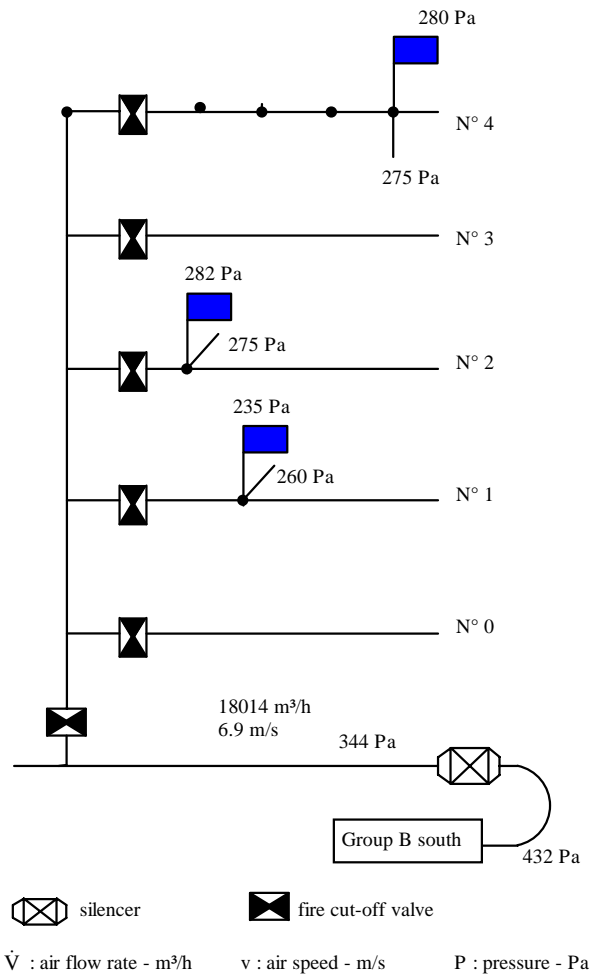 280 Pa
N° 4
275 Pa
N° 3
282 Pa
275 Pa
N° 2
235 Pa
260 Pa
N° 1
N° 0
18014 m³/h
6.9 m/s
344 Pa
Group B south
432 Pa
silencer
fire cut-off valve
V̇ : air flow rate - m³/h
v : air speed - m/s
P : pressure - Pa